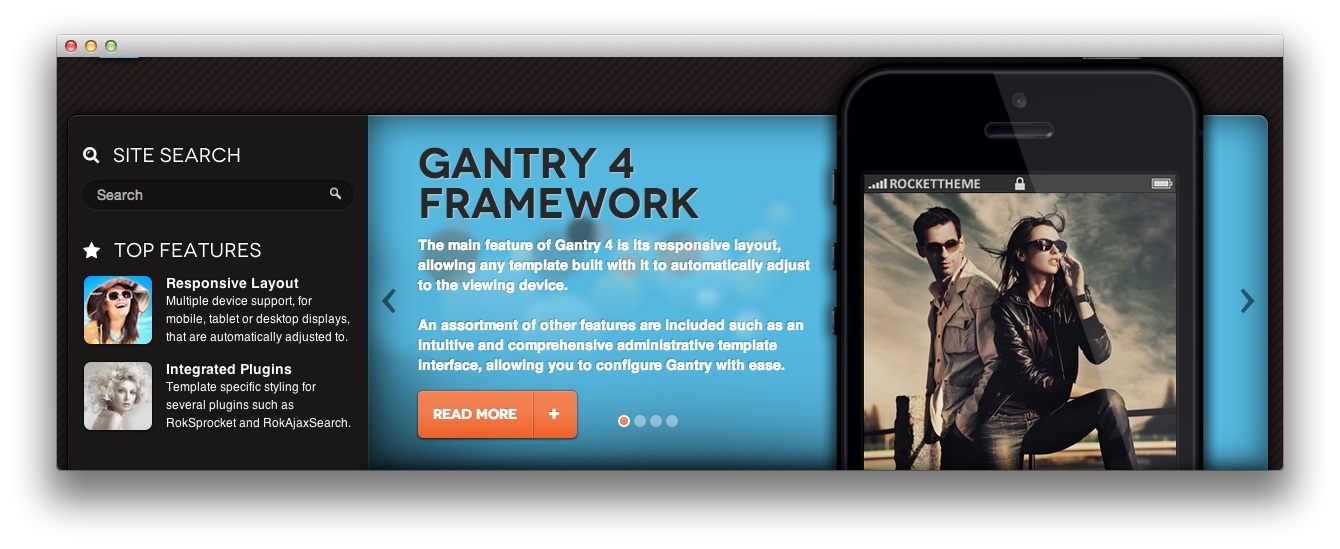 SITE SEARCH
Search
TOP FEATURES
Responsive Layout
Multiple device support, for
mobile, tablet or desktop displays,
that are automatically adjusted to.
Integrated Plugins
Template specific styling for
several plugins such as
RokSprocket and RokAjaxSearch.
GANTRY 4
FRAMEWORK
The main feature of Gantry 4 is its responsive layout,
allowing any template built with it to automatically adjust
to the viewing device.
An assortment of other features are included such as an
intuitive and comprehensive administrative template
interface, allowing you to configure Gantry with ease.
READ MORE +
ROCKETTHEME